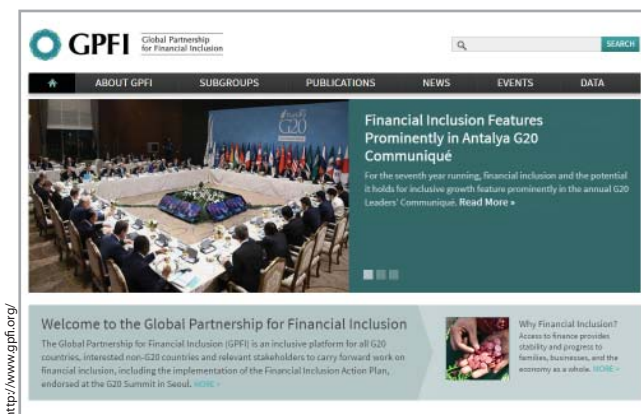 GPFI
Global Partnership
for Financial Inclusion
SEARCH
ABOUT GPFI
SUBGROUPS
PUBLICATIONS
NEWS
EVENTS
DATA
G20
Financial Inclusion Features
Prominently in Antalya G20
Communiqué
For the seventh year running, financial inclusion and the potential
it holds for inclusive growth feature prominently in the annual G20
Leaders' Communiqué. Read More »
Welcome to the Global Partnership for Financial Inclusion
The Global Partnership for Financial Inclusion (GPFI) is an inclusive platform for all G20
countries, interested non-G20 countries and relevant stakeholders to carry forward work on
financial inclusion, including the implementation of the Financial Inclusion Action Plan,
endorsed at the G20 Summit in Seoul. MORE »
Why Financial Inclusion?
Access to finance provides
stability and progress to
families, businesses, and the
economy as a whole. MORE »
http://www.gpfi.org/